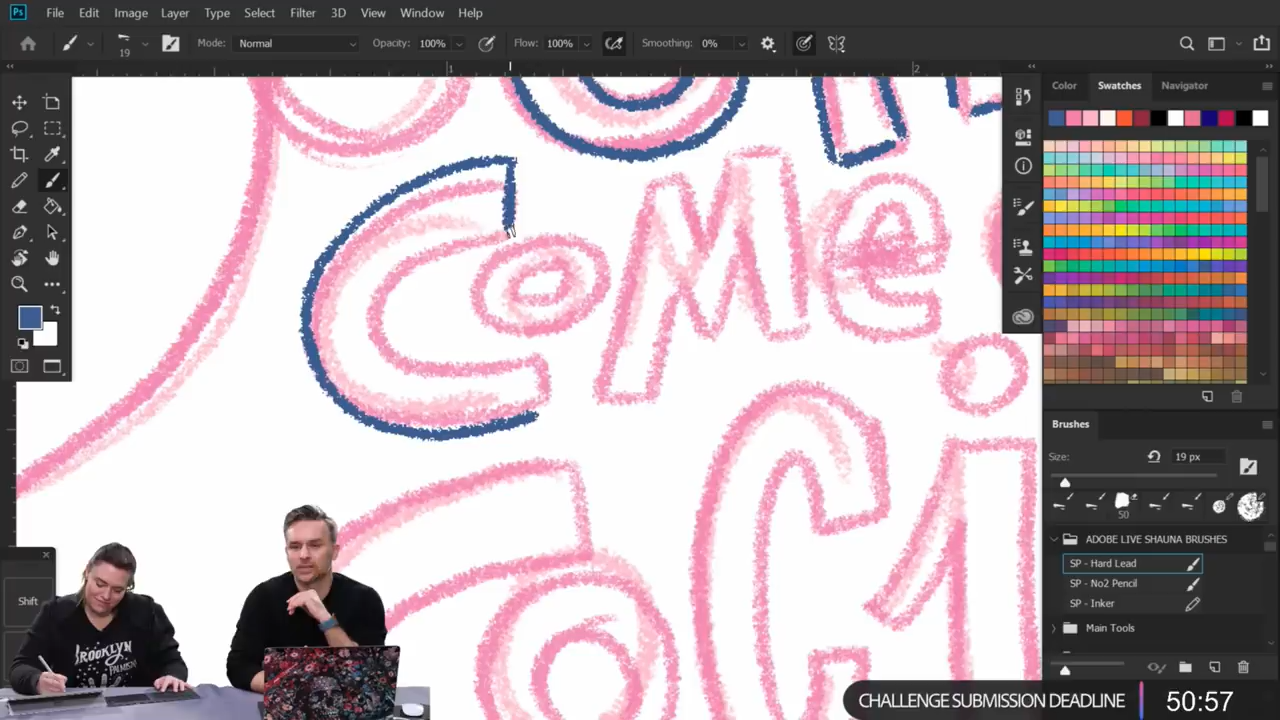 Ps File Edit Image Layer Type Select Filter 3D View Window Help
19 Mode: Normal Opacity: 100% Flow: 100% Smoothing: 0%
1 2
Color Swatches Navigator
CoMe
Brushes
Size: 19 px
50
ADOBE LIVE SHAUNA BRUSHES
SP - Hard Lead
SP - No2 Pencil
SP - Inker
Main Tools
Shift
BROOKLYN
CHALLENGE SUBMISSION DEADLINE 50:57